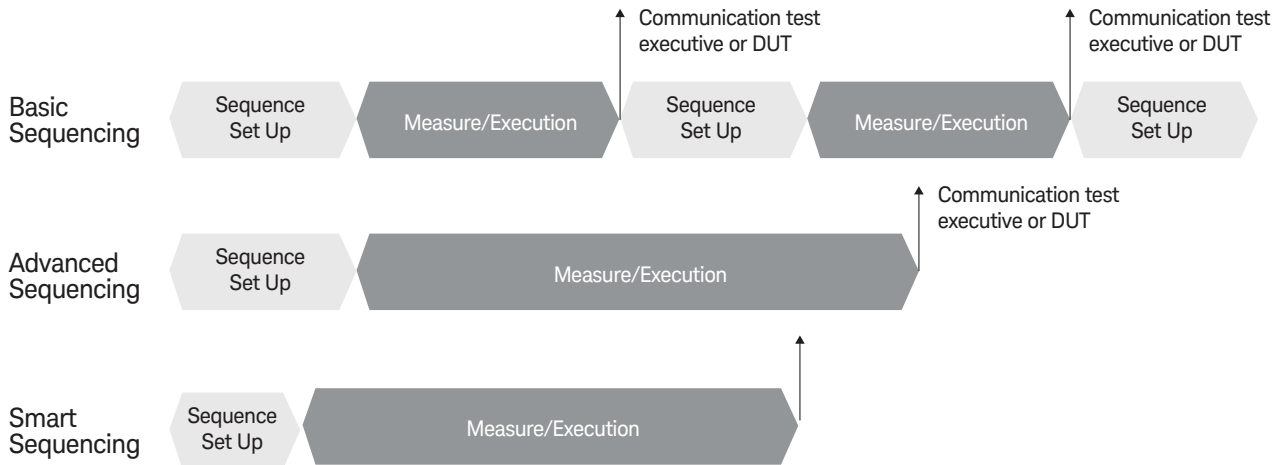 Communication test
executive or DUT
Communication test
executive or DUT
Basic
Sequencing
Sequence
Set Up
Measure/Execution
Sequence
Set Up
Measure/Execution
Sequence
Set Up
Communication test
executive or DUT
Advanced
Sequencing
Sequence
Set Up
Measure/Execution
Smart
Sequencing
Sequence
Set Up
Measure/Execution